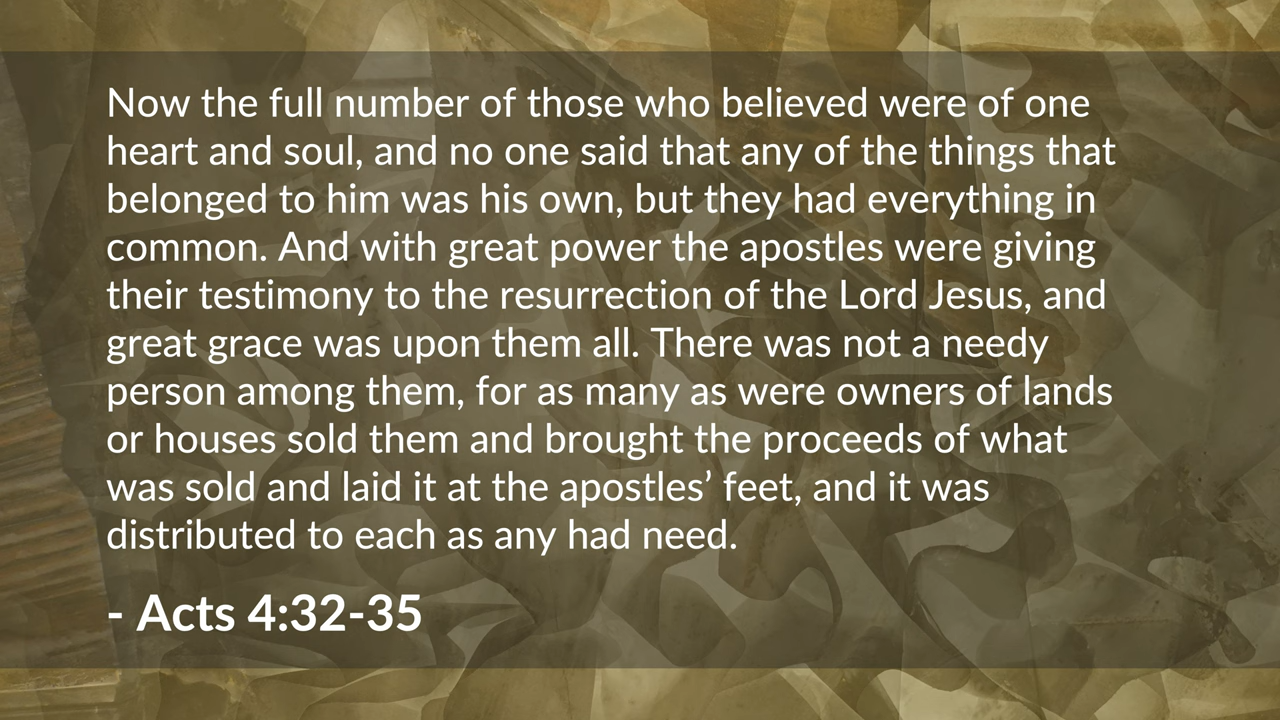 Now the full number of those who believed were of one
heart and soul, and no one said that any of the things that
belonged to him was his own, but they had everything in
common. And with great power the apostles were giving
their testimony to the resurrection of the Lord Jesus, and
great grace was upon them all. There was not a needy
person among them, for as many as were owners of lands
or houses sold them and brought the proceeds of what
was sold and laid it at the apostles’ feet, and it was
distributed to each as any had need.
- Acts 4:32-35